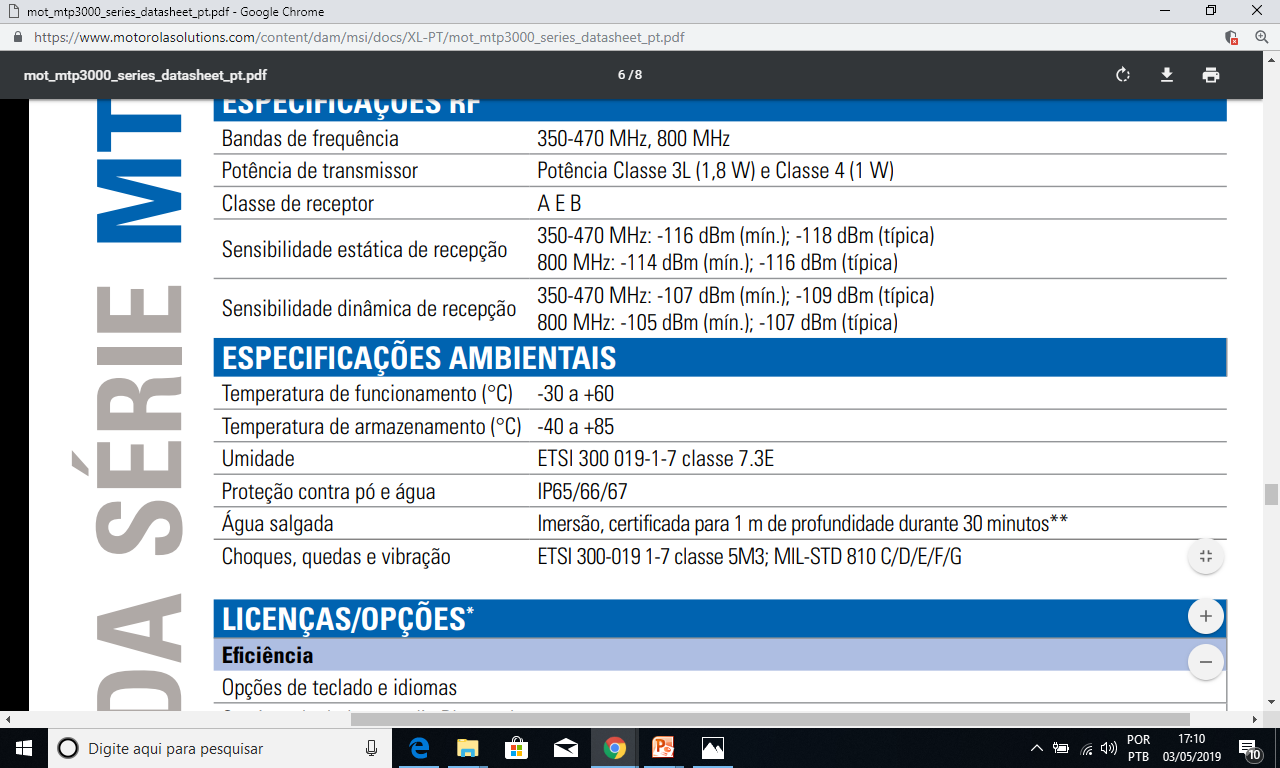 mot_mtp3000_series_datasheet_pt.pdf - Google Chrome
https://www.motorolasolutions.com/content/dam/msi/docs/XL-PT/mot_mtp3000_series_datasheet_pt.pdf
mot_mtp3000_series_datasheet_pt.pdf
6 / 8
DA SÉRIE MT
ESPECIFICAÇÕES RF
Bandas de frequência 350-470 MHz, 800 MHz
Potência de transmissor Potência Classe 3L (1,8 W) e Classe 4 (1 W)
Classe de receptor A E B
Sensibilidade estática de recepção 350-470 MHz: -116 dBm (mín.); -118 dBm (típica)
800 MHz: -114 dBm (mín.); -116 dBm (típica)
Sensibilidade dinâmica de recepção 350-470 MHz: -107 dBm (mín.); -109 dBm (típica)
800 MHz: -105 dBm (mín.); -107 dBm (típica)
ESPECIFICAÇÕES AMBIENTAIS
Temperatura de funcionamento (°C) -30 a +60
Temperatura de armazenamento (°C) -40 a +85
Umidade ETSI 300 019-1-7 classe 7.3E
Proteção contra pó e água IP65/66/67
Água salgada Imersão, certificada para 1 m de profundidade durante 30 minutos**
Choques, quedas e vibração ETSI 300-019 1-7 classe 5M3; MIL-STD 810 C/D/E/F/G
LICENÇAS/OPÇÕES*
Eficiência
Opções de teclado e idiomas
Digite aqui para pesquisar
POR
PTB
17:10
03/05/2019
10